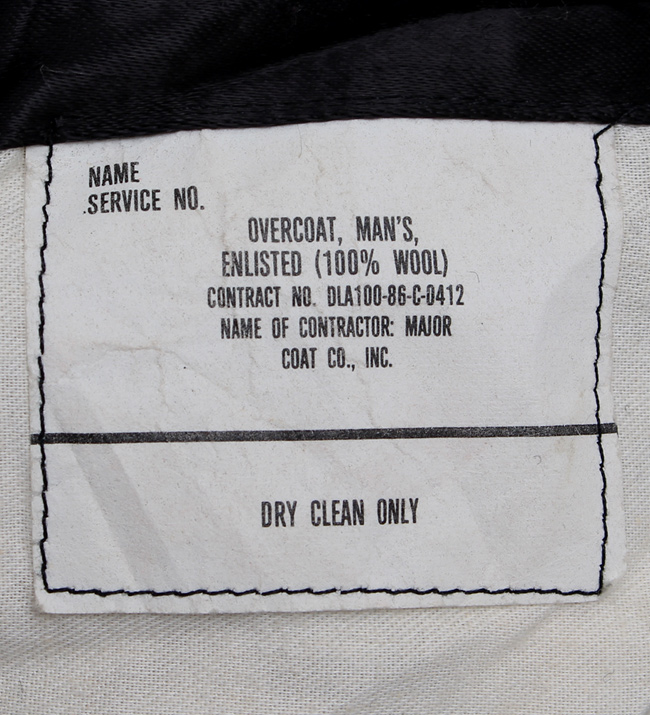 NAME
SERVICE NO.
OVERCOAT, MAN'S,
ENLISTED (100% WOOL)
CONTRACT NO. DLA100-86-C-0412
NAME OF CONTRACTOR: MAJOR
COAT CO., INC.
DRY CLEAN ONLY